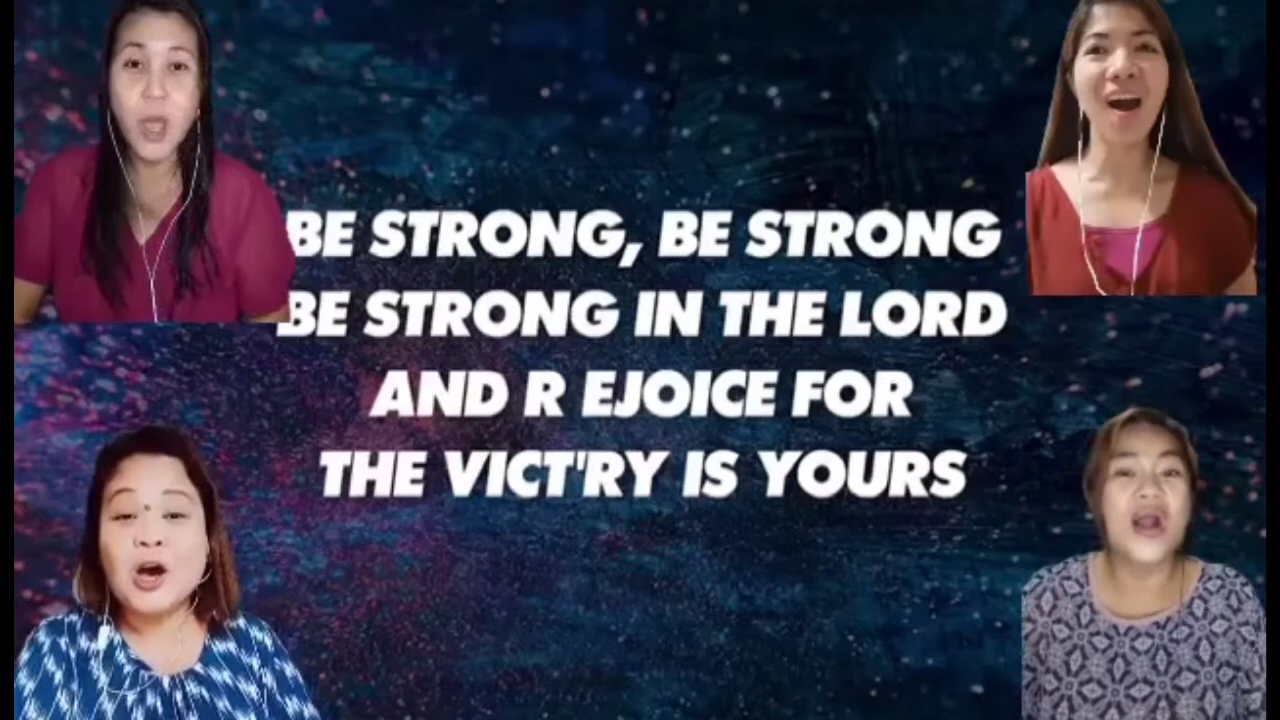 BE STRONG, BE STRONG
BE STRONG IN THE LORD
AND R EJOICE FOR
THE VICT'RY IS YOURS